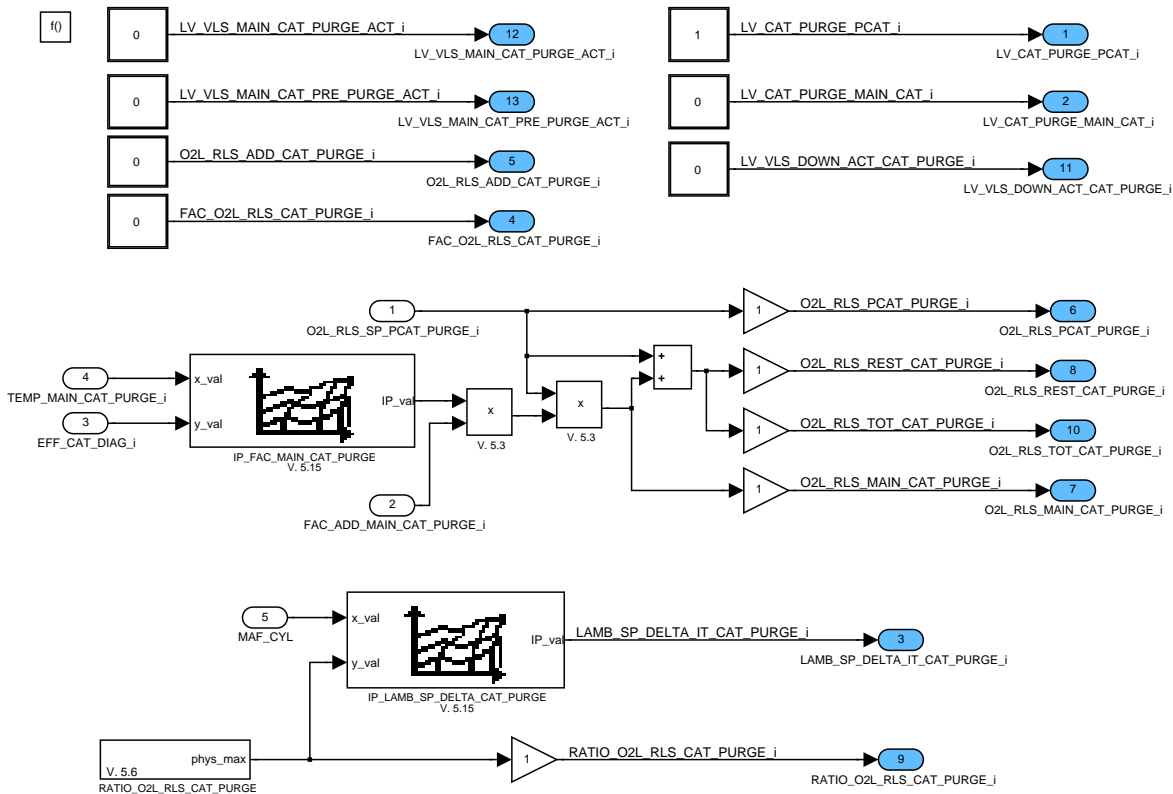 f()
0
LV_VLS_MAIN_CAT_PURGE_ACT_i
12
LV_VLS_MAIN_CAT_PURGE_ACT_i
1
LV_CAT_PURGE_PCAT_i
1
LV_CAT_PURGE_PCAT_i
0
LV_VLS_MAIN_CAT_PRE_PURGE_ACT_i
13
LV_VLS_MAIN_CAT_PRE_PURGE_ACT_i
0
LV_CAT_PURGE_MAIN_CAT_i
2
LV_CAT_PURGE_MAIN_CAT_i
0
O2L_RLS_ADD_CAT_PURGE_i
5
O2L_RLS_ADD_CAT_PURGE_i
0
LV_VLS_DOWN_ACT_CAT_PURGE_i
11
LV_VLS_DOWN_ACT_CAT_PURGE_i
0
FAC_O2L_RLS_CAT_PURGE_i
4
FAC_O2L_RLS_CAT_PURGE_i
1
O2L_RLS_SP_PCAT_PURGE_i
1
O2L_RLS_PCAT_PURGE_i
6
O2L_RLS_PCAT_PURGE_i
4
TEMP_MAIN_CAT_PURGE_i
3
EFF_CAT_DIAG_i
x_val
y_val
IP_val
IP_FAC_MAIN_CAT_PURGE
V. 5.15
x
V. 5.3
x
V. 5.3
+
+
1
O2L_RLS_REST_CAT_PURGE_i
8
O2L_RLS_REST_CAT_PURGE_i
1
O2L_RLS_TOT_CAT_PURGE_i
10
O2L_RLS_TOT_CAT_PURGE_i
1
O2L_RLS_MAIN_CAT_PURGE_i
7
O2L_RLS_MAIN_CAT_PURGE_i
2
FAC_ADD_MAIN_CAT_PURGE_i
5
MAF_CYL
x_val
y_val
IP_val
IP_LAMB_SP_DELTA_CAT_PURGE
V. 5.15
LAMB_SP_DELTA_IT_CAT_PURGE_i
3
LAMB_SP_DELTA_IT_CAT_PURGE_i
phys_max
V. 5.6
RATIO_O2L_RLS_CAT_PURGE
1
RATIO_O2L_RLS_CAT_PURGE_i
9
RATIO_O2L_RLS_CAT_PURGE_i